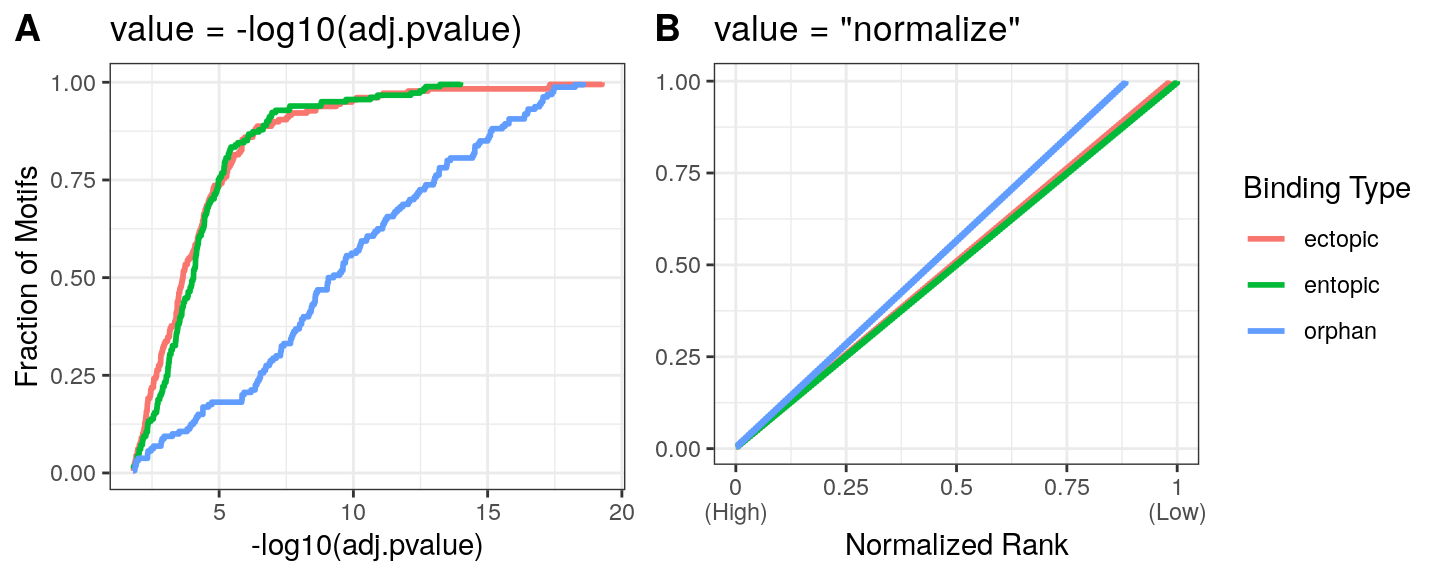 A
value = -log10(adj.pvalue)
Fraction of Motifs
1.00
0.75
0.50
0.25
0.00
5
10
15
20
-log10(adj.pvalue)
B
value = "normalize"
1.00
0.75
0.50
0.25
0.00
0
(High)
0.25
0.5
0.75
1
(Low)
Normalized Rank
Binding Type
ectopic
entopic
orphan